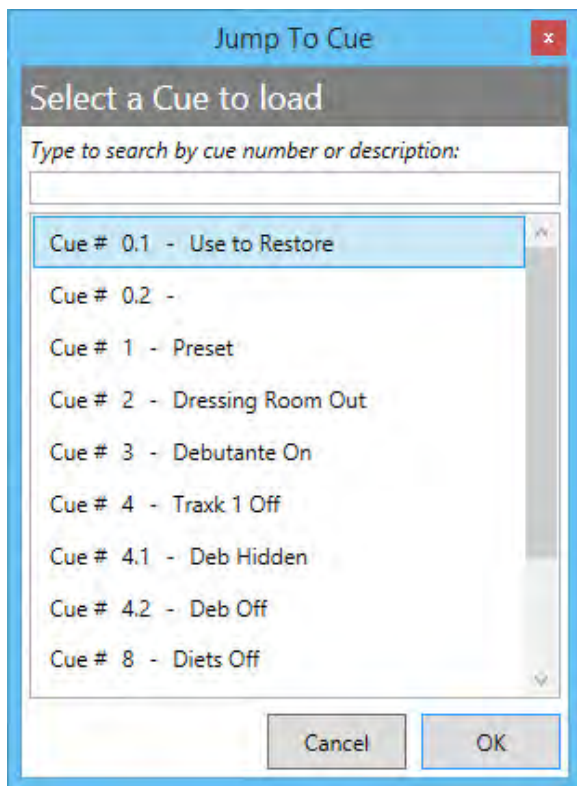 Jump To Cue
x
Select a Cue to load
Type to search by cue number or description:
Cue # 0.1 - Use to Restore
Cue # 0.2 -
Cue # 1 - Preset
Cue # 2 - Dressing Room Out
Cue # 3 - Debutante On
Cue # 4 - Traxk 1 Off
Cue # 4.1 - Deb Hidden
Cue # 4.2 - Deb Off
Cue # 8 - Diets Off
Cancel OK